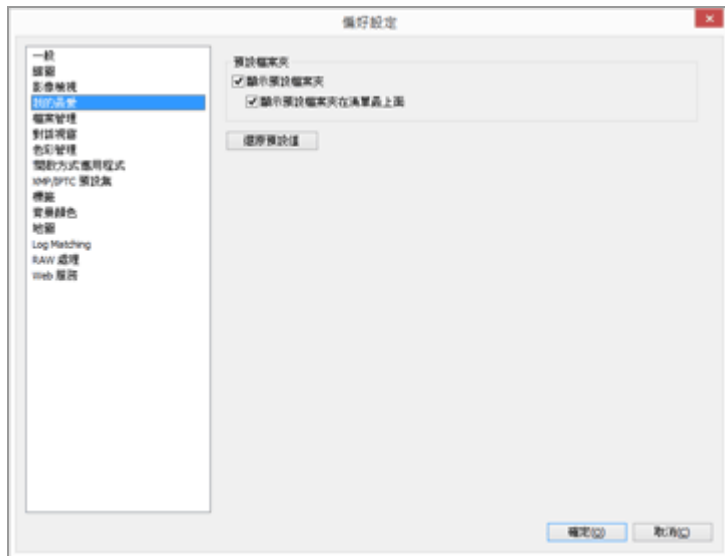 偏好設定
一般
縮圖
影像檢視
我的最愛
檔案管理
對話視窗
色彩管理
開啟方式應用程式
XMP/IPTC 預設集
標籤
背景顏色
地圖
Log Matching
RAW 處理
Web 服務
預設檔案夾
顯示預設檔案夾
顯示預設檔案夾在清單最上面
還原預設值
確定(O)
取消(C)